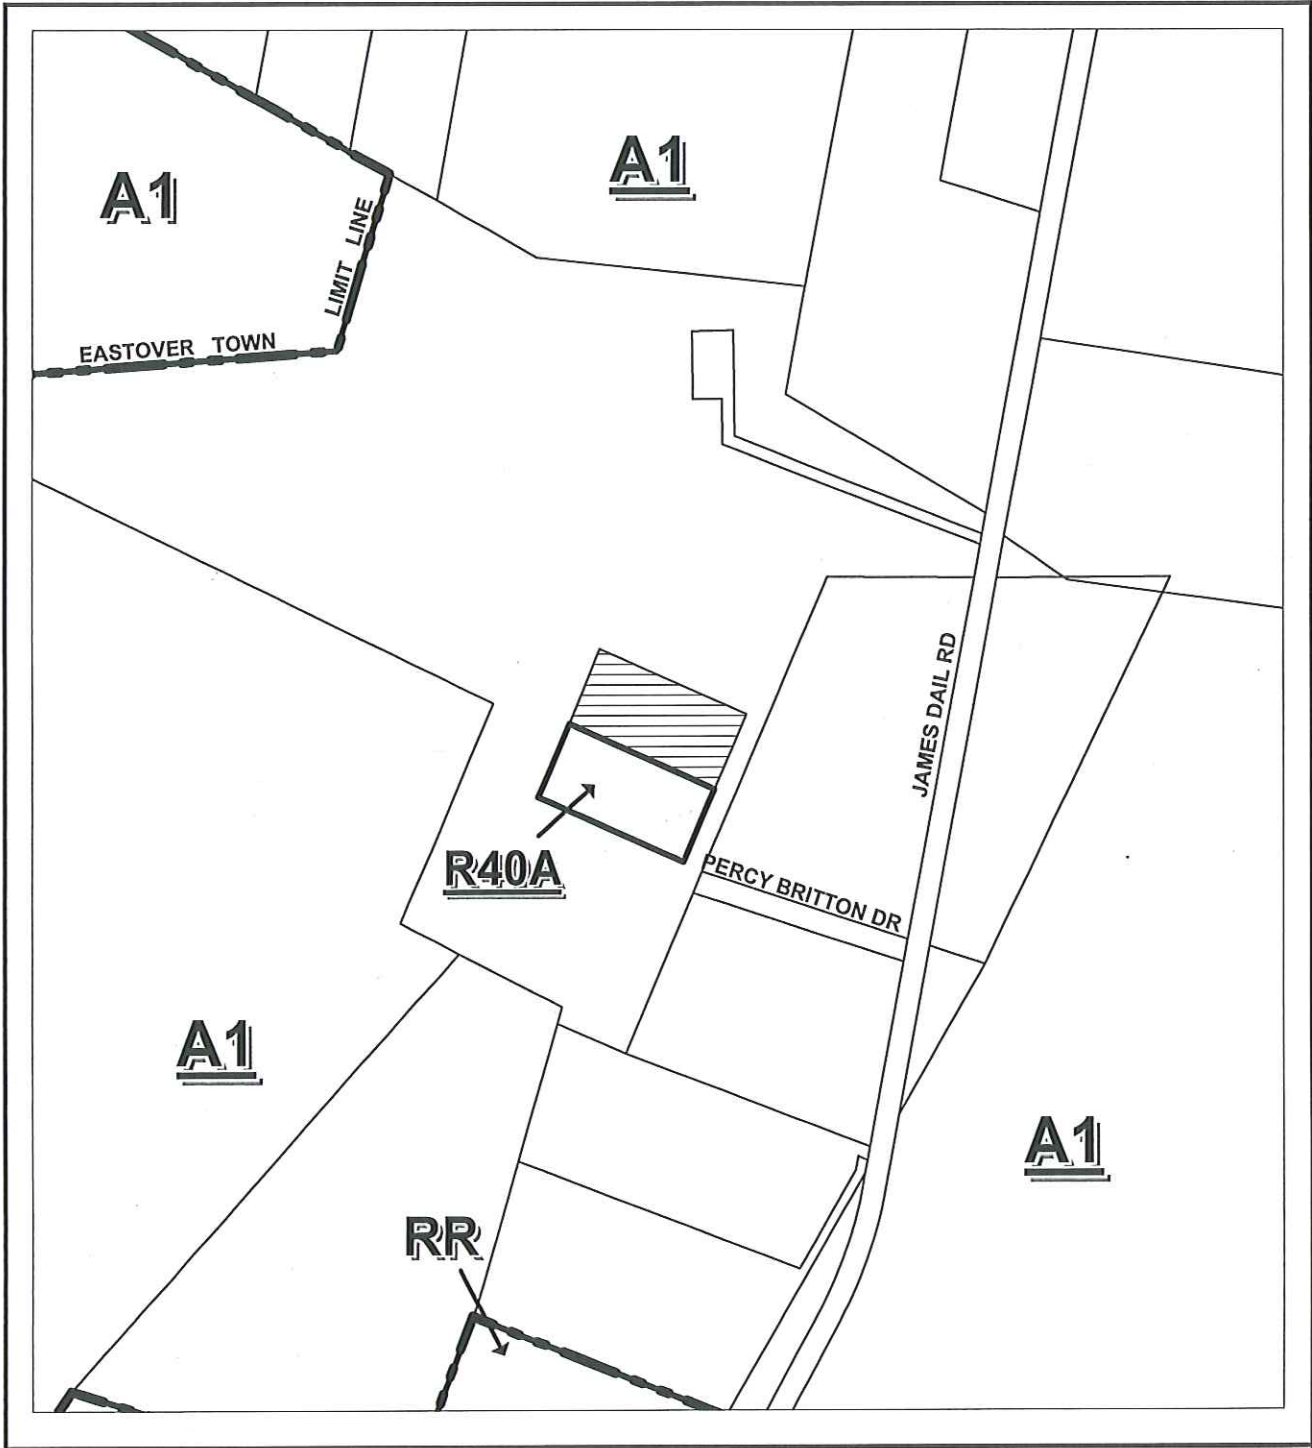 A1
A1
LIMIT LINE
EASTOVER TOWN
JAMES DAIL RD
R40A
PERCY BRITTON DR
A1
A1
RR